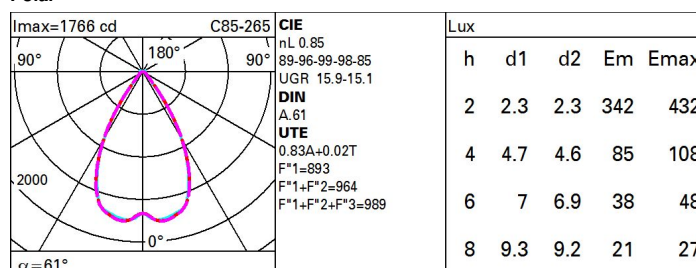 Imax=1766 cd C85-265
90° 180° 90°
2000
0°
α=61°
CIE
nL 0.85
89-96-99-98-85
UGR 15.9-15.1
DIN
A.61
UTE
0.83A+0.02T
F"1=893
F"1+F"2=964
F"1+F"2+F"3=989
Lux
h d1 d2 Em Emax
2 2.3 2.3 342 432
4 4.7 4.6 85 108
6 7 6.9 38 48
8 9.3 9.2 21 27